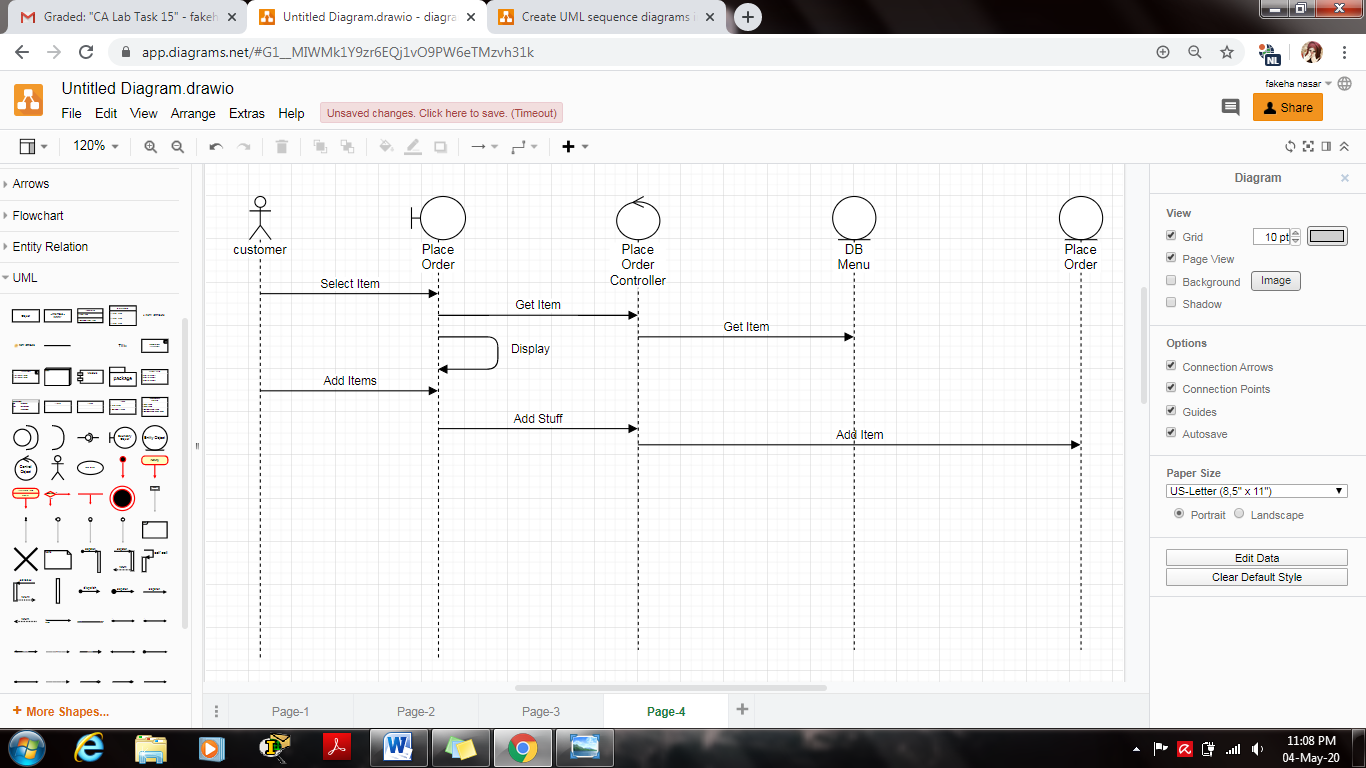 Graded: "CA Lab Task 15" - fakeh
Untitled Diagram.drawio - diagra
Create UML sequence diagrams i
app.diagrams.net/#G1__MIWMk1Y9zr6EQj1vO9PW6eTMzvh31k
NL
Untitled Diagram.drawio
fakeha nasar
File Edit View Arrange Extras Help
Unsaved changes. Click here to save. (Timeout)
Share
120%
Arrows
Flowchart
Entity Relation
UML
Title
package
More Shapes...
customer
Place
Order
Place
Order
Controller
DB
Menu
Place
Order
Select Item
Get Item
Get Item
Display
Add Items
Add Stuff
Add Item
Diagram
View
Grid
10 pt
Page View
Background
Image
Shadow
Options
Connection Arrows
Connection Points
Guides
Autosave
Paper Size
US-Letter (8,5" x 11")
Portrait
Landscape
Edit Data
Clear Default Style
Page-1
Page-2
Page-3
Page-4
11:08 PM
04-May-20